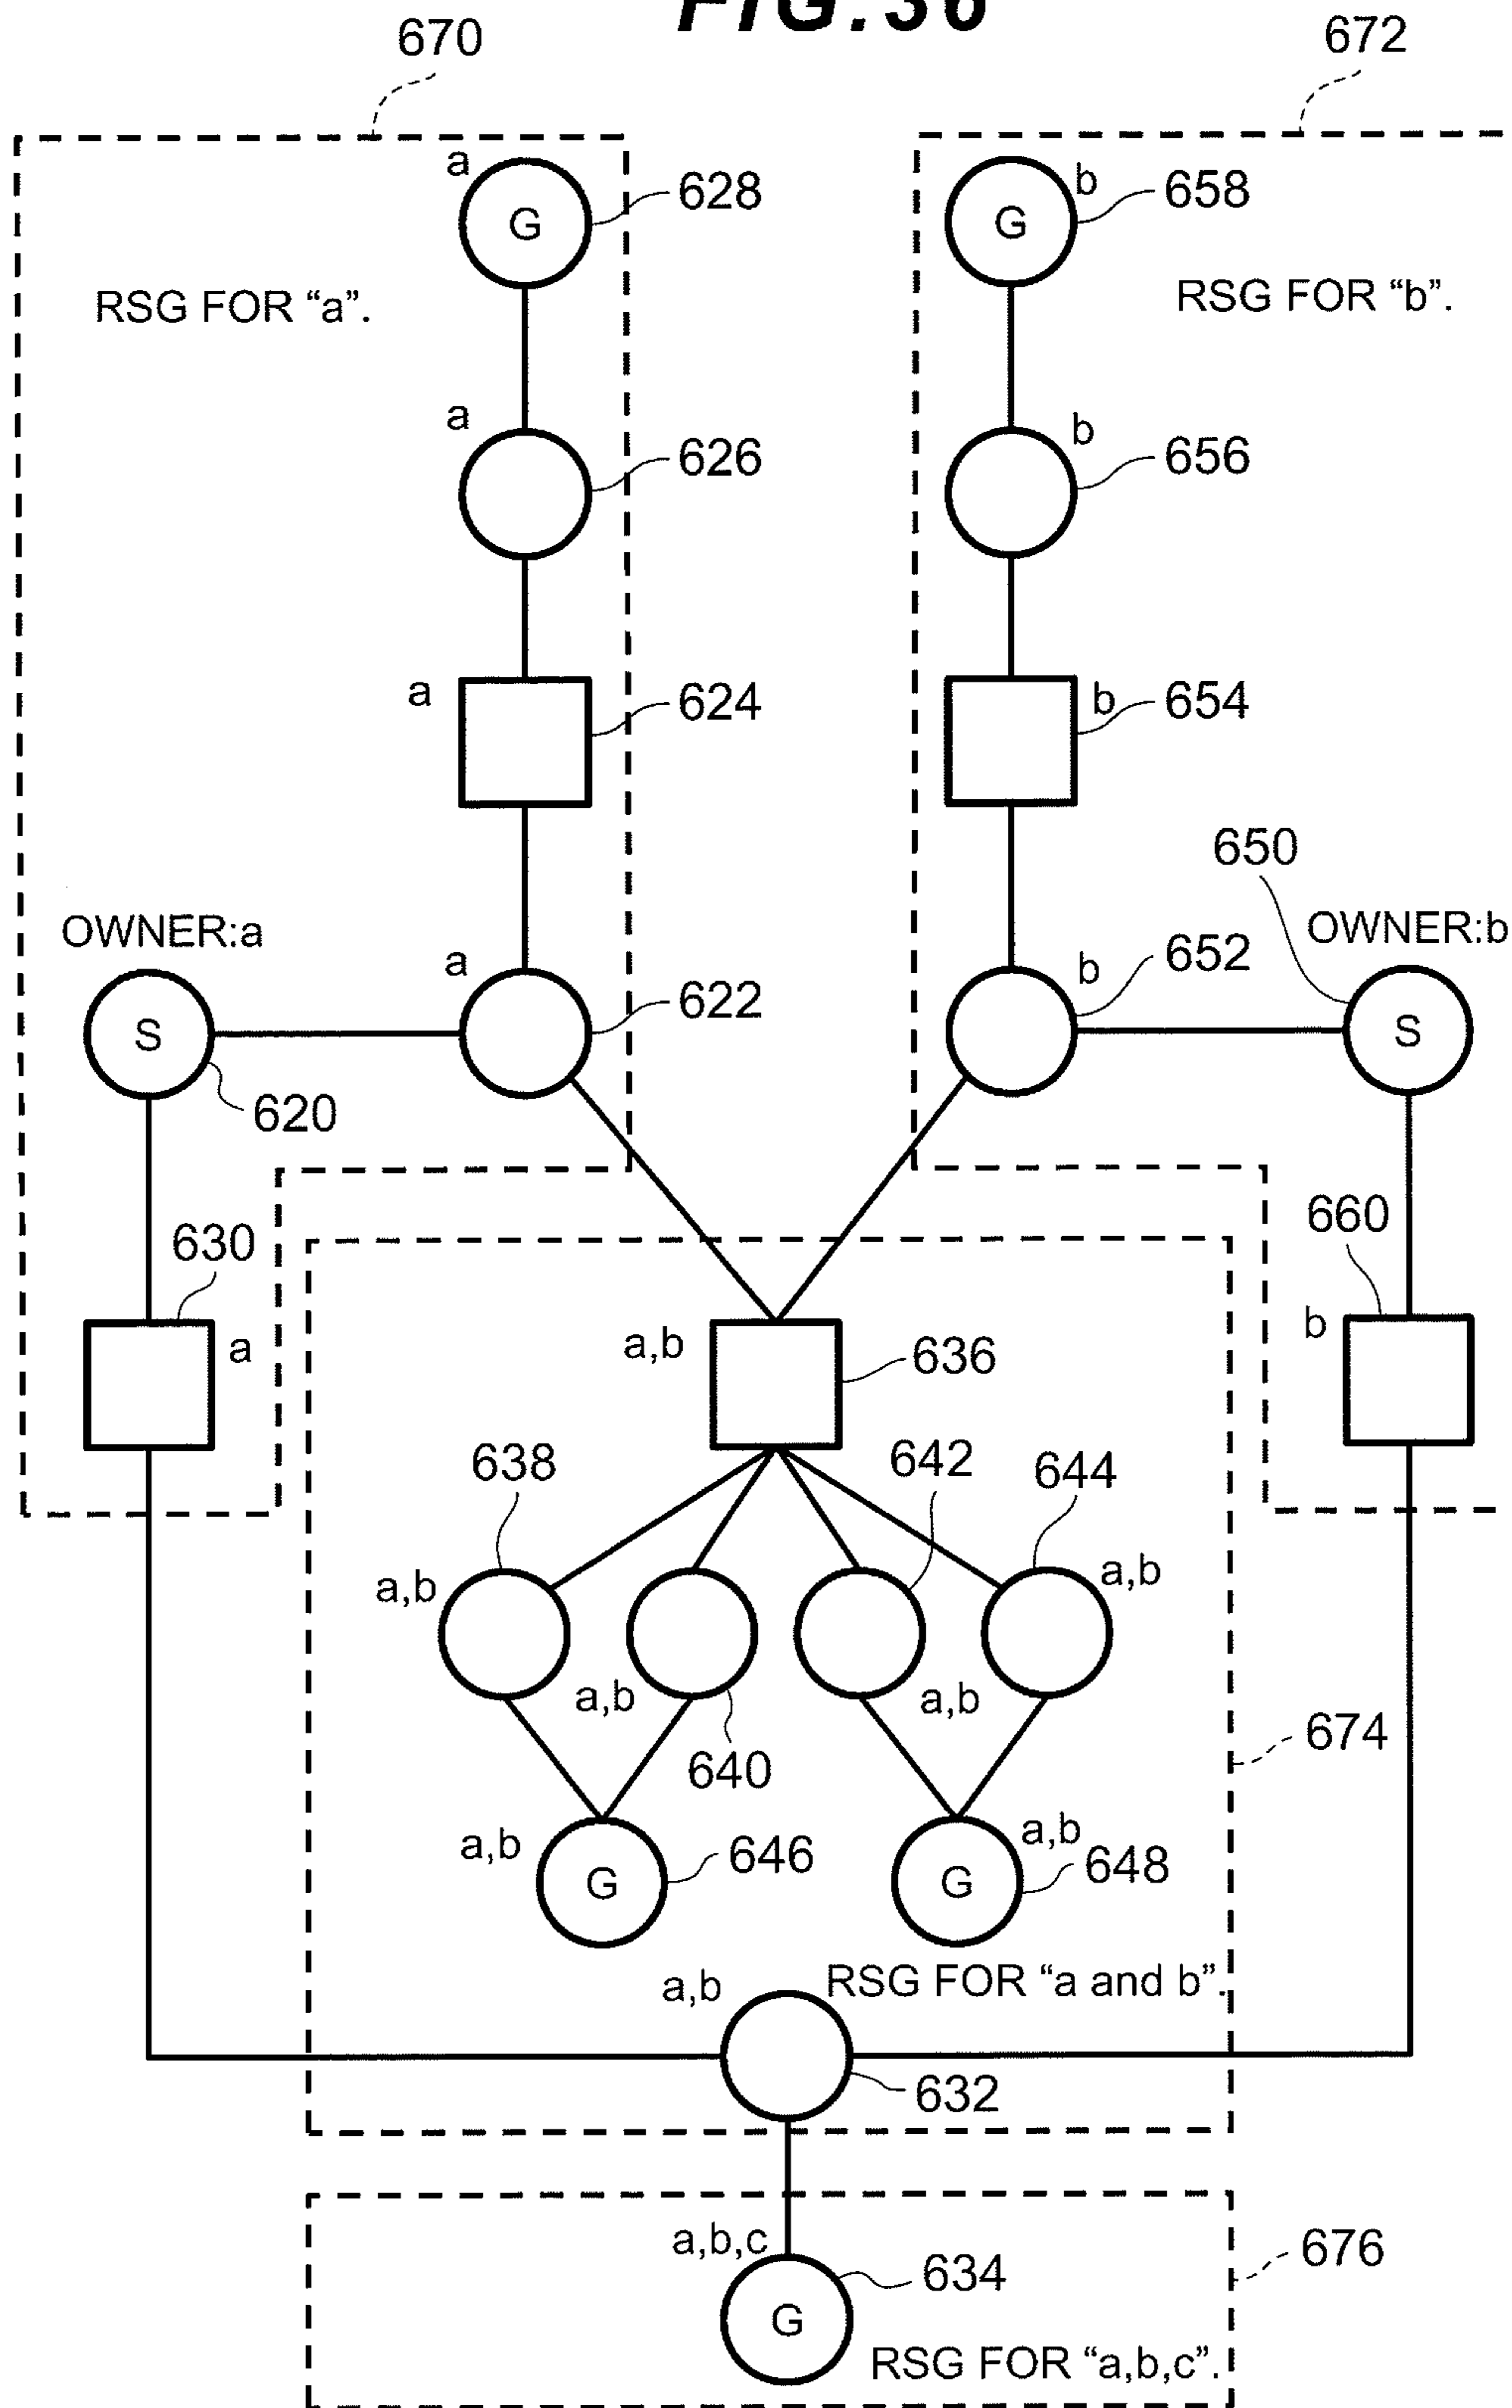 FIG.36
670
672
a
G
628
G
b
658
RSG FOR “a”.
RSG FOR “b”.
a
626
b
656
a
624
b
654
650
OWNER:a
OWNER:b
a
622
b
652
S
S
620
630
660
a
a,b
636
b
638
642
644
a,b
a,b
a,b
a,b
640
674
a,b
G
646
a,b
G
648
a,b
RSG FOR “a and b”.
632
a,b,c
634
676
G
RSG FOR “a,b,c”.